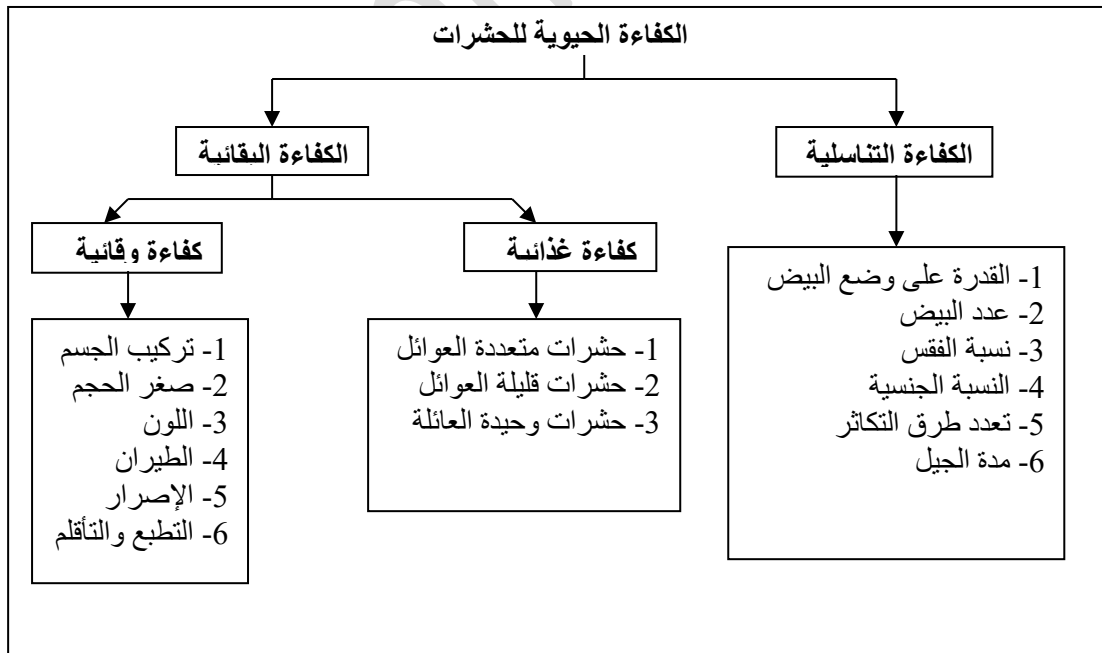 الكفاءة الحيوية للحشرات
الكفاءة التناسلية
الكفاءة البقائية
كفاءة غذائية
كفاءة وقائية
1- القدرة على وضع البيض
2- عدد البيض
3- نسبة الفقس
4- النسبة الجنسية
5- تعدد طرق التكاثر
6- مدة الجيل
1- حشرات متعددة العوائل
2- حشرات قليلة العوائل
3- حشرات وحيدة العائلة
1- تركيب الجسم
2- صغر الحجم
3- اللون
4- الطيران
5- الإصرار
6- التطبع والتأقلم